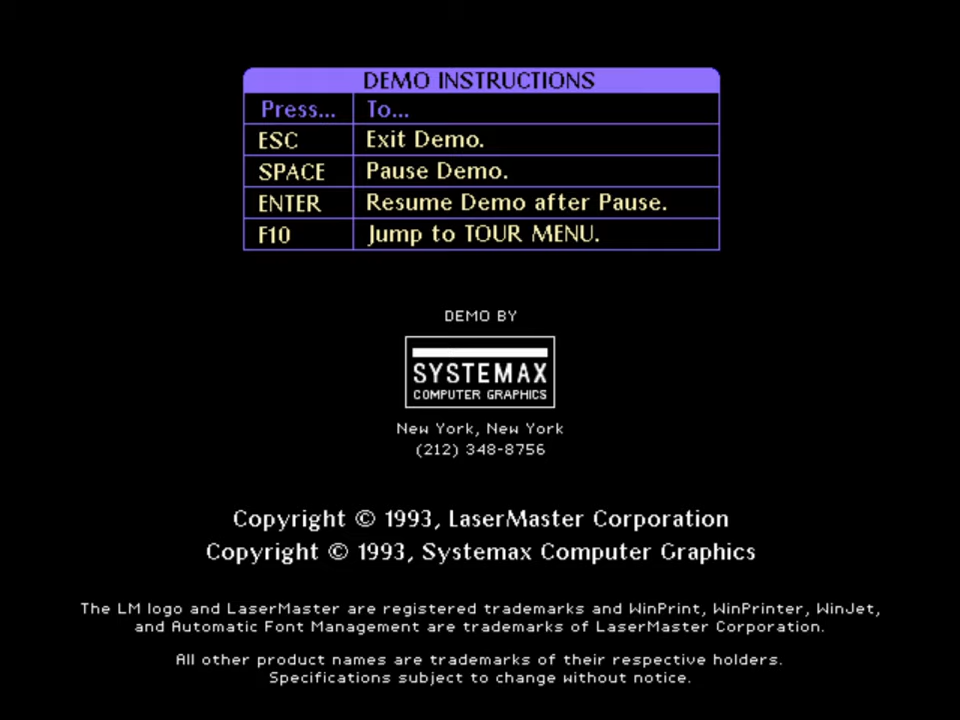 DEMO INSTRUCTIONS
Press... To...
ESC Exit Demo.
SPACE Pause Demo.
ENTER Resume Demo after Pause.
F10 Jump to TOUR MENU.
DEMO BY
SYSTEMAX
COMPUTER GRAPHICS
New York, New York
(212) 348-8756
Copyright © 1993, LaserMaster Corporation
Copyright © 1993, Systemax Computer Graphics
The LM logo and LaserMaster are registered trademarks and WinPrint, WinPrinter, WinJet,
and Automatic Font Management are trademarks of LaserMaster Corporation.
All other product names are trademarks of their respective holders.
Specifications subject to change without notice.